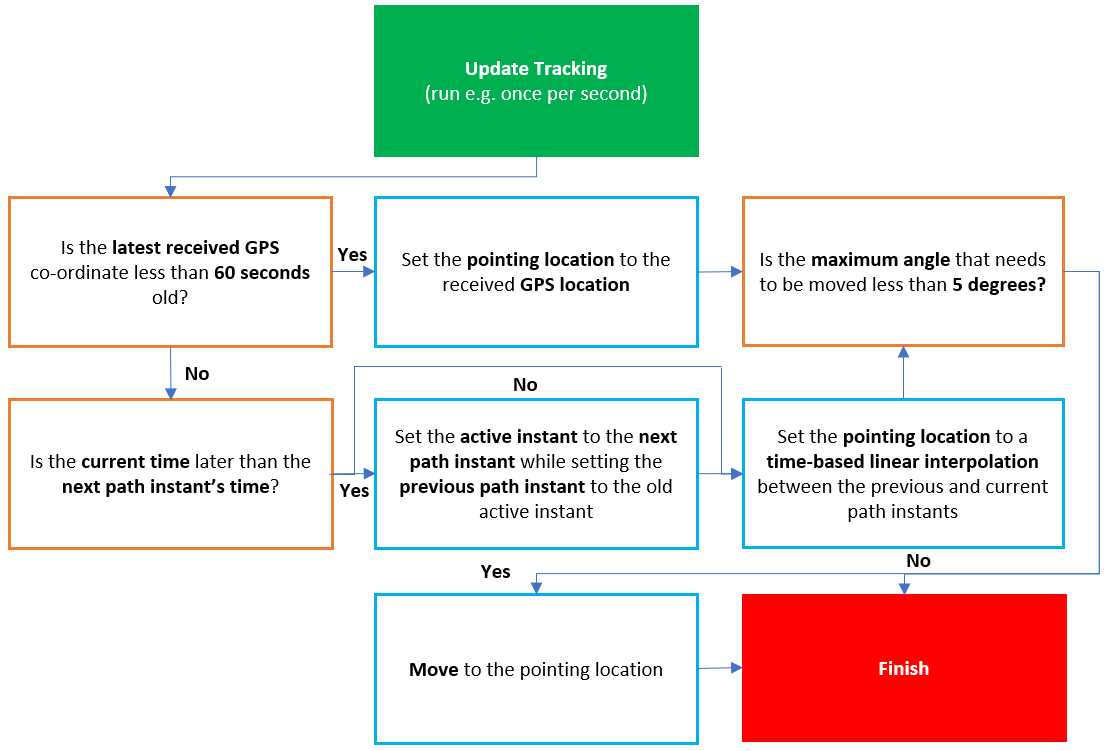 Update Tracking
(run e.g. once per second)
Is the latest received GPS
co-ordinate less than 60 seconds
old?
Yes
Set the pointing location to the
received GPS location
Is the maximum angle that needs
to be moved less than 5 degrees?
No
No
Is the current time later than the
next path instant's time?
Yes
Set the active instant to the next
path instant while setting the
previous path instant to the old
active instant
Set the pointing location to a
time-based linear interpolation
between the previous and current
path instants
Yes
No
Move to the pointing location
Finish